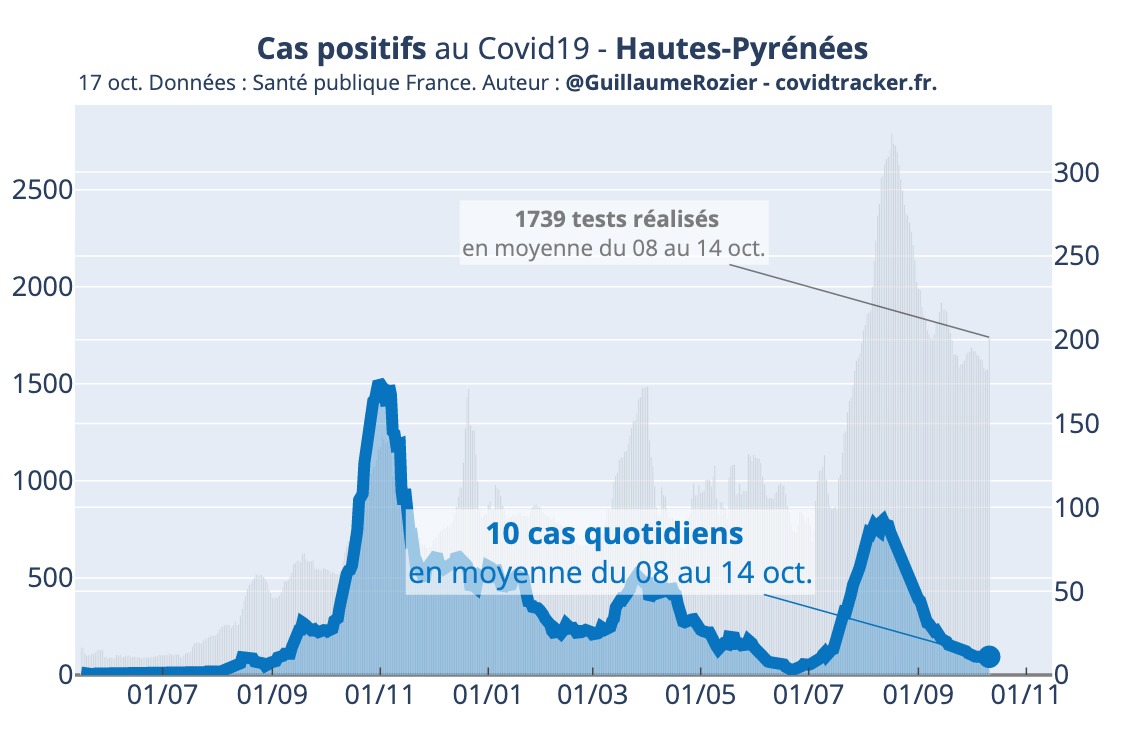 Cas positifs au Covid19 - Hautes-Pyrénées
17 oct. Données : Santé publique France. Auteur : @GuillaumeRozier - covidtracker.fr.
2500
2000
1500
1000
500
0
300
250
200
150
100
50
0
1739 tests réalisés
en moyenne du 08 au 14 oct.
10 cas quotidiens
en moyenne du 08 au 14 oct.
01/07 01/09 01/11 01/01 01/03 01/05 01/07 01/09 01/11